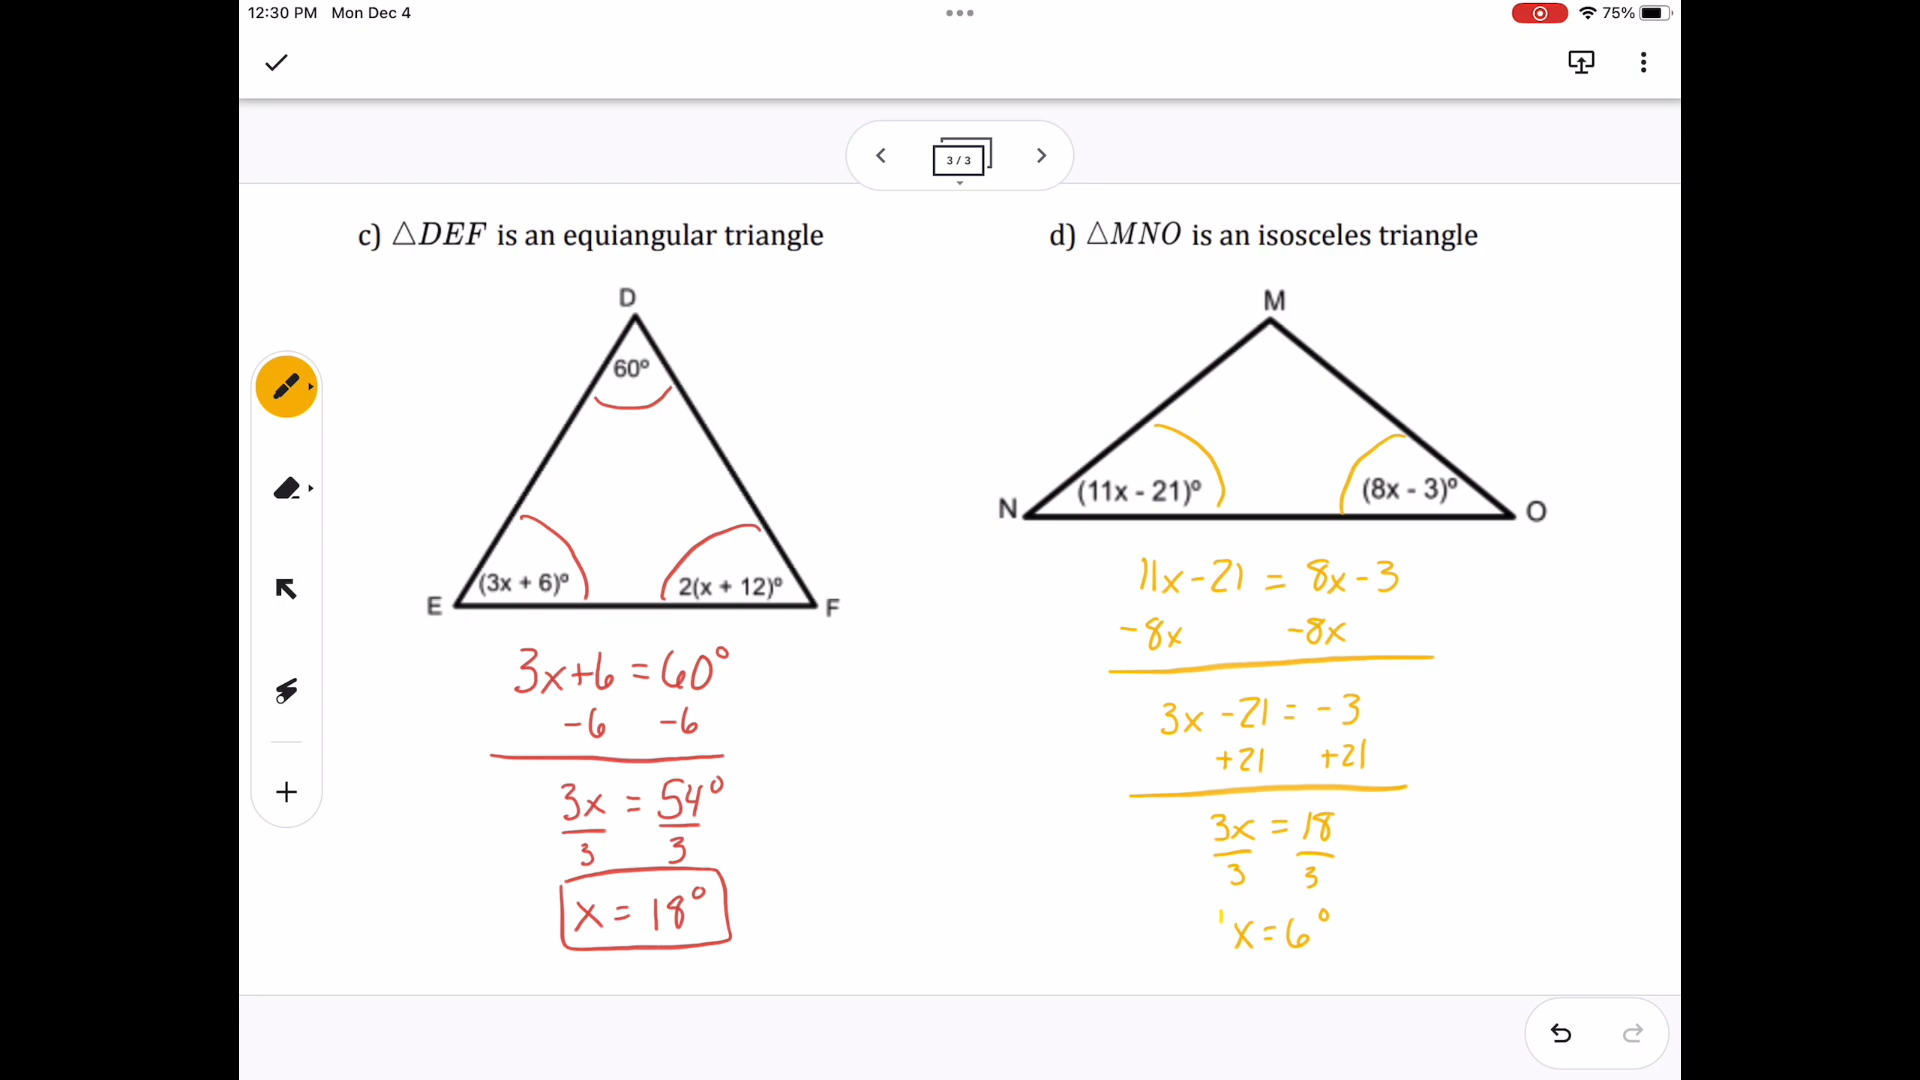 12:30 PM Mon Dec 4
75%
3 / 3
c) △DEF is an equiangular triangle
D
60º
(3x + 6)º
2(x + 12)º
E
F
3x+6 = 60°
-6 -6
3x = 54°
3 3
x = 18°
d) △MNO is an isosceles triangle
M
(11x - 21)º
(8x - 3)º
N
O
11x-21 = 8x-3
-8x -8x
3x -21 = -3
+21 +21
3x = 18
3 3
x = 6°